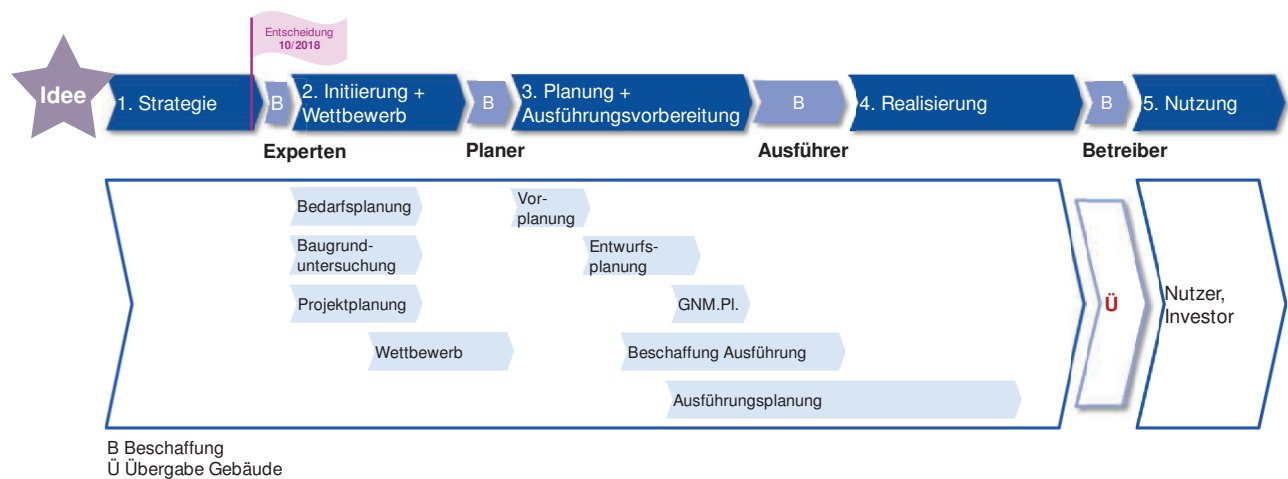 Entscheidung
10/2018
Idee
1. Strategie
B
2. Initiierung +
Wettbewerb
B
3. Planung +
Ausführungsvorbereitung
B
4. Realisierung
B
5. Nutzung
Experten
Planer
Ausführer
Betreiber
Bedarfsplanung
Vor-
planung
Baugrund-
untersuchung
Entwurfs-
planung
Projektplanung
GNM.Pl.
Wettbewerb
Beschaffung Ausführung
Ausführungsplanung
Ü
Nutzer,
Investor
B Beschaffung
Ü Übergabe Gebäude